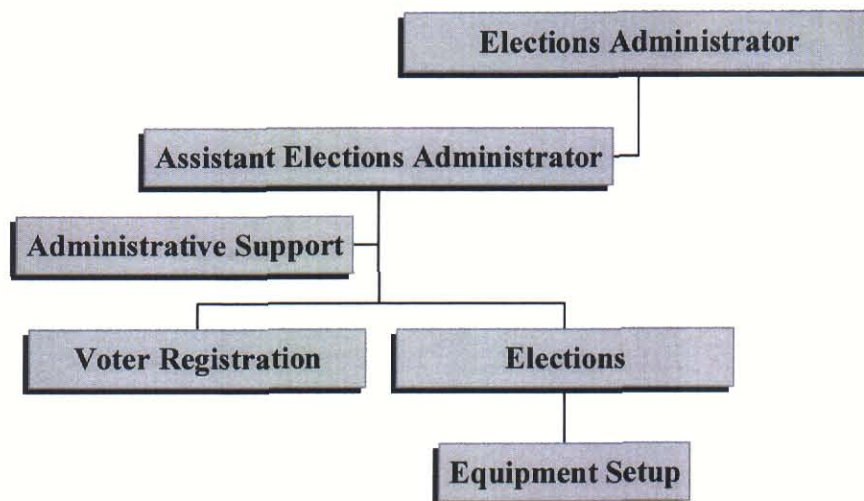 Elections Administrator
Assistant Elections Administrator
Administrative Support
Voter Registration
Elections
Equipment Setup